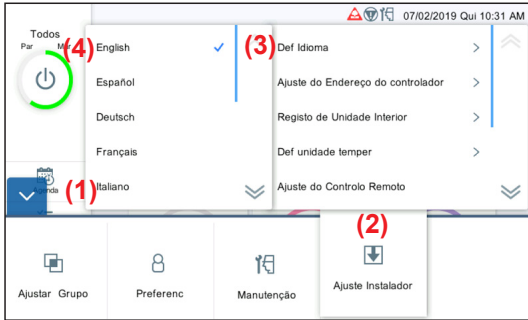 07/02/2019 Qui 10:31 AM
Todos
Par
(4)
English
Español
Deutsch
Français
Italiano
(3)
Def Idioma
Ajuste do Endereço do controlador
Registo de Unidade Interior
Def unidade temper
Ajuste do Controlo Remoto
(1)
(2)
Ajustar Grupo
Preferenc
Manutenção
Ajuste Instalador